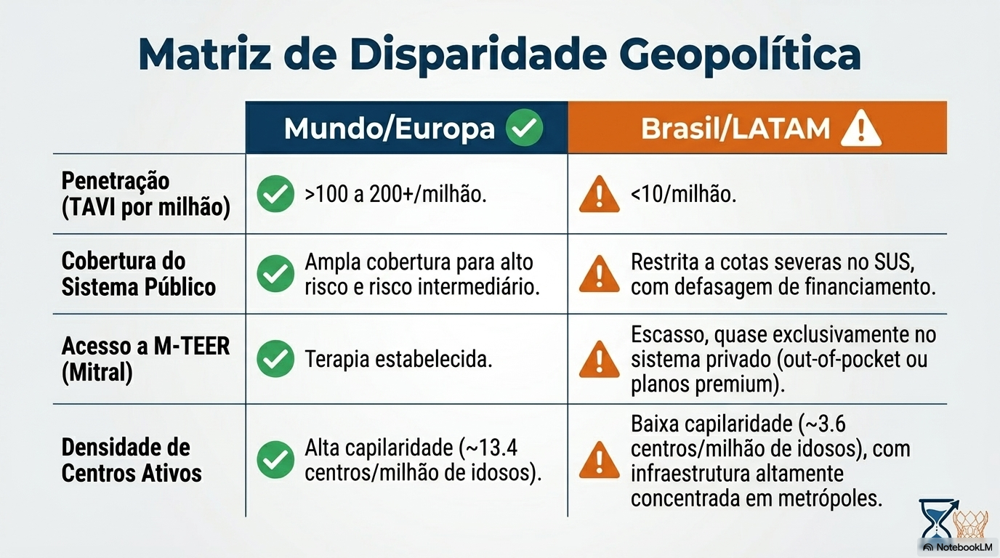 Matriz de Disparidade Geopolítica
Mundo/Europa
Brasil/LATAM
Penetração
(TAVI por milhão)
>100 a 200+/milhão.
<10/milhão.
Cobertura do
Sistema Público
Ampla cobertura para alto
risco e risco intermediário.
Restrita a cotas severas no SUS,
com defasagem de financiamento.
Acesso a M-TEER
(Mitral)
Terapia estabelecida.
Escasso, quase exclusivamente no
sistema privado (out-of-pocket ou
planos premium).
Densidade de
Centros Ativos
Alta capilaridade (~13.4
centros/milhão de idosos).
Baixa capilaridade (~3.6
centros/milhão de idosos), com
infraestrutura altamente
concentrada em metrópoles.
NotebookLM